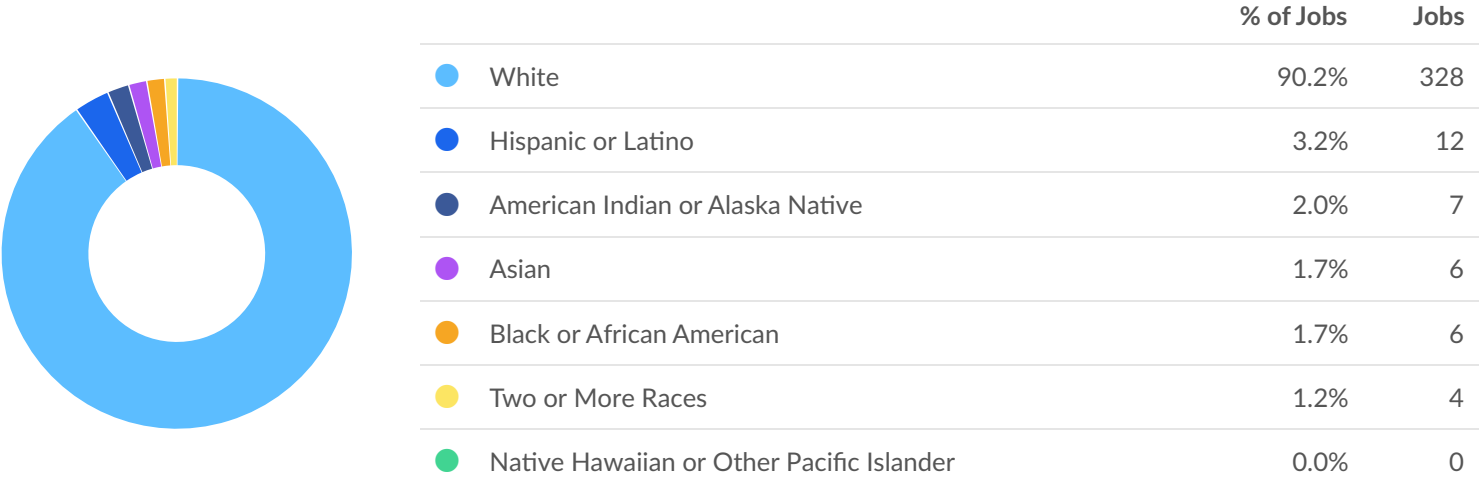 % of Jobs Jobs
White 90.2% 328
Hispanic or Latino 3.2% 12
American Indian or Alaska Native 2.0% 7
Asian 1.7% 6
Black or African American 1.7% 6
Two or More Races 1.2% 4
Native Hawaiian or Other Pacific Islander 0.0% 0